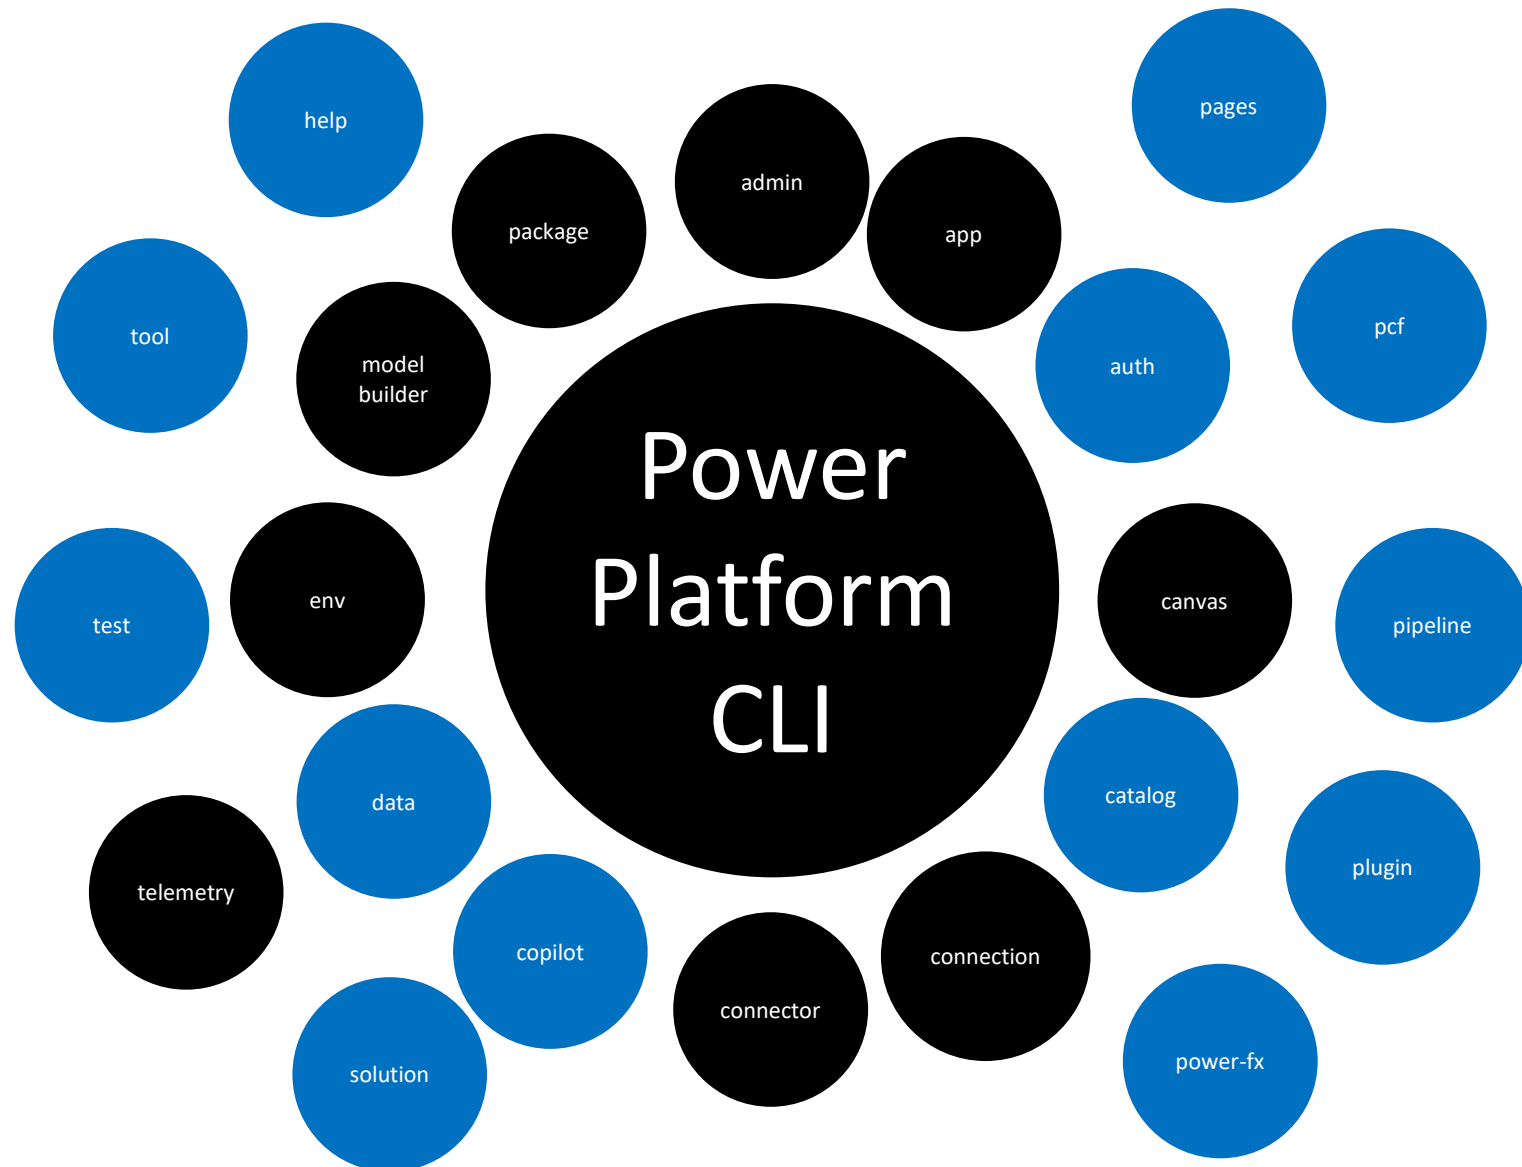 help
pages
admin
package
app
tool
pcf
model
builder
auth
Power
Platform
CLI
env
canvas
test
pipeline
data
catalog
telemetry
plugin
copilot
connection
connector
solution
power-fx